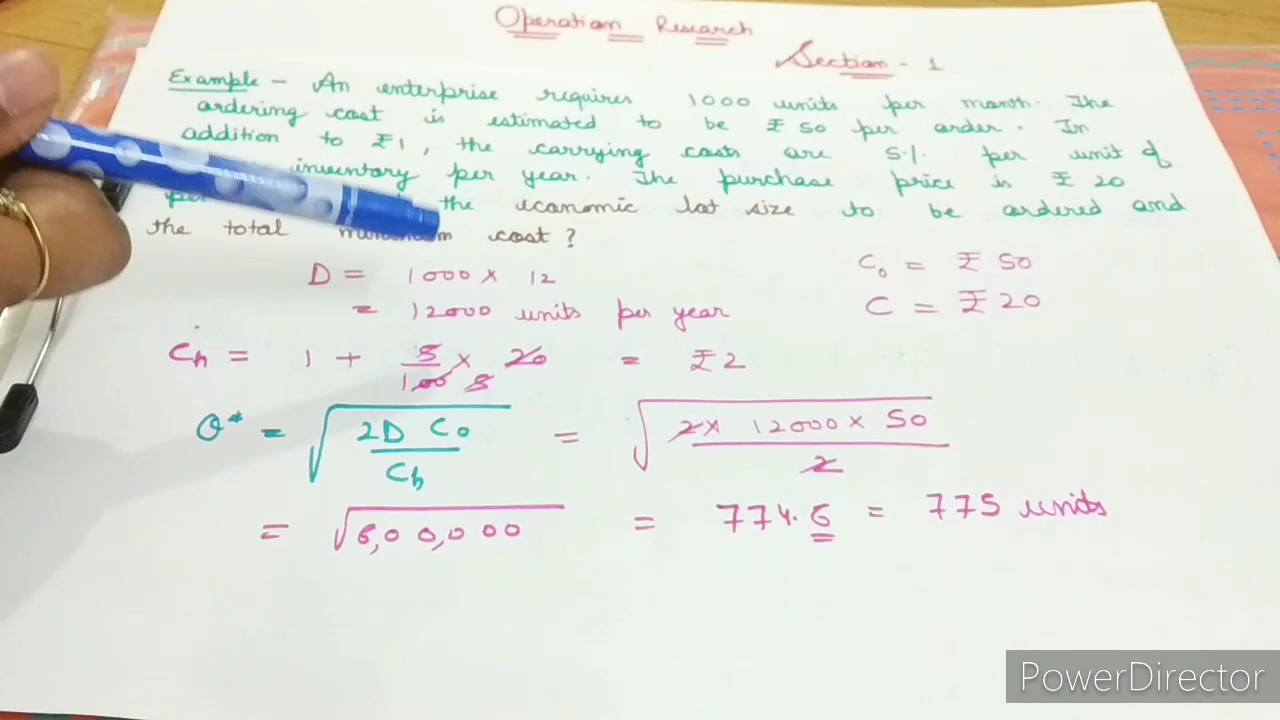 Operation Research
Section - 1
Example - An enterprise requires 1000 units per month. The
ordering cost is estimated to be ₹ 50 per order. In
addition to ₹1, the carrying costs are 5% per unit of
inventory per year. The purchase price is ₹ 20
the economic lot size to be ordered and
the total cost ?
D = 1000 × 12
= 12000 units per year
C₀ = ₹ 50
C = ₹ 20
Ch = 1 + 5/100 × 20 = ₹2
Q* = √(2D C₀/Ch) = √(2 × 12000 × 50/2)
= √6,00,000 = 774.6 = 775 units
PowerDirector